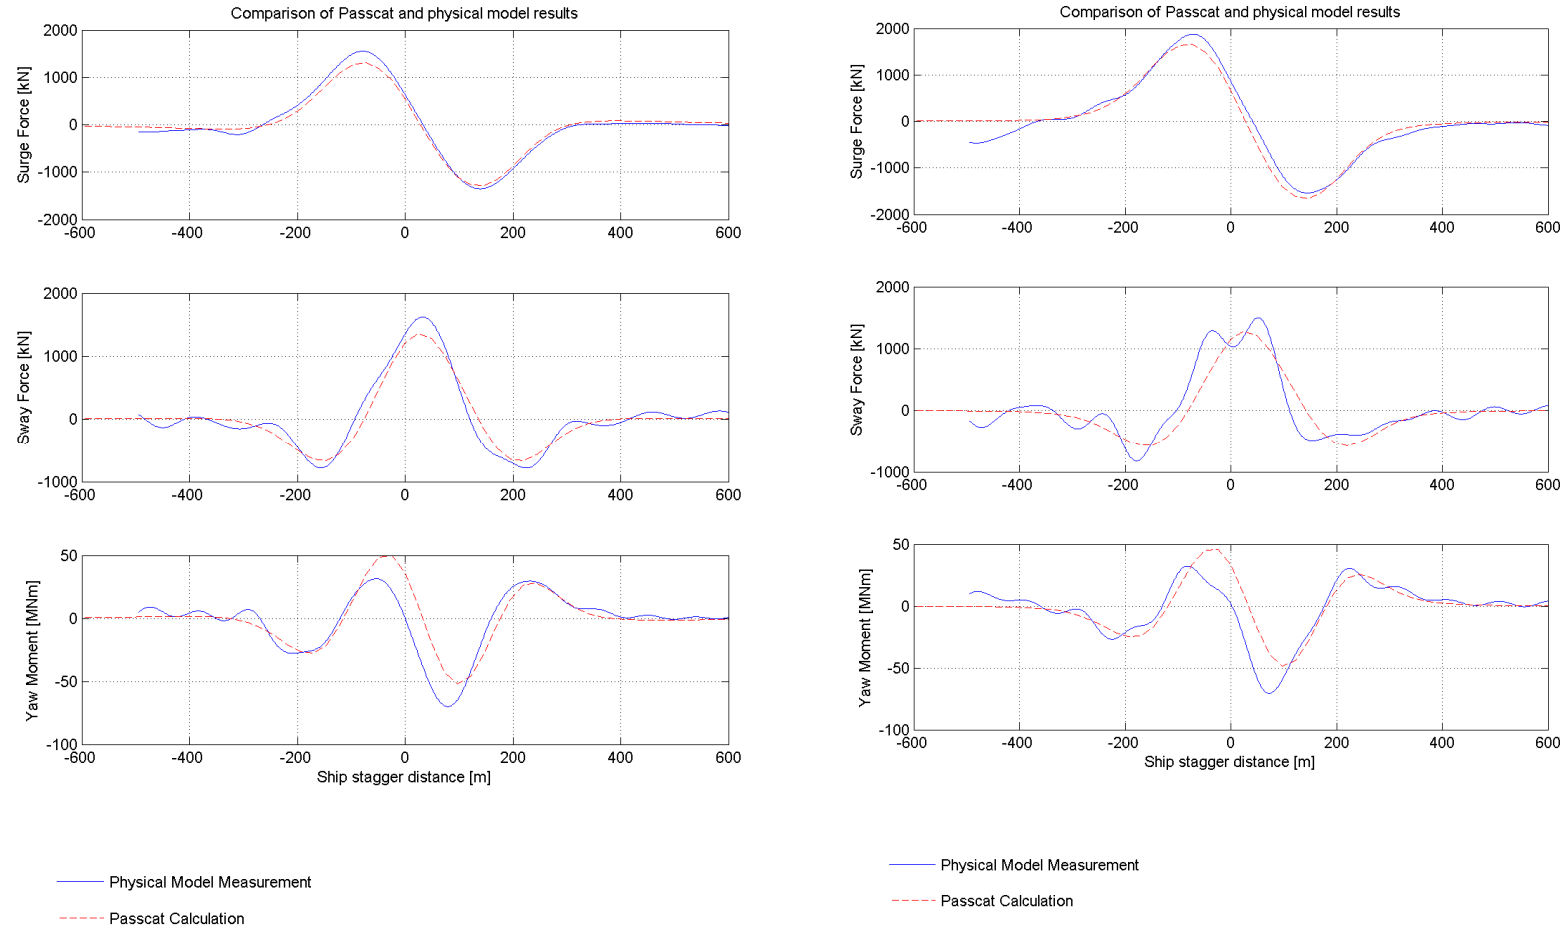 Comparison of Passcat and physical model results
2000
1000
0
-1000
-2000
Surge Force [kN]
-600 -400 -200 0 200 400 600
2000
1000
0
-1000
Sway Force [kN]
-600 -400 -200 0 200 400 600
50
0
-50
-100
Yaw Moment [MNm]
-600 -400 -200 0 200 400 600
Ship stagger distance [m]
Physical Model Measurement
Passcat Calculation
Comparison of Passcat and physical model results
2000
1000
0
-1000
-2000
Surge Force [kN]
-600 -400 -200 0 200 400 600
2000
1000
0
-1000
Sway Force [kN]
-600 -400 -200 0 200 400 600
50
0
-50
-100
Yaw Moment [MNm]
-600 -400 -200 0 200 400 600
Ship stagger distance [m]
Physical Model Measurement
Passcat Calculation